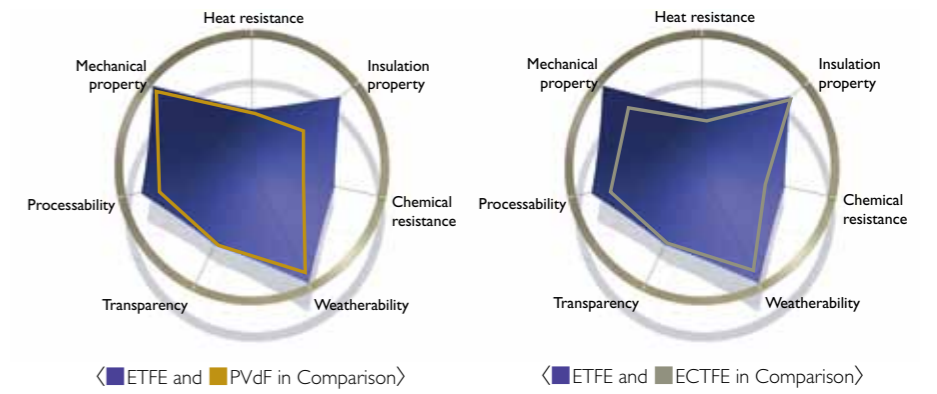 Heat resistance
Mechanical
property
Insulation
property
Processability
Chemical
resistance
Transparency
Weatherability
〈ETFE and PVdF in Comparison〉
Heat resistance
Mechanical
property
Insulation
property
Processability
Chemical
resistance
Transparency
Weatherability
〈ETFE and ECTFE in Comparison〉